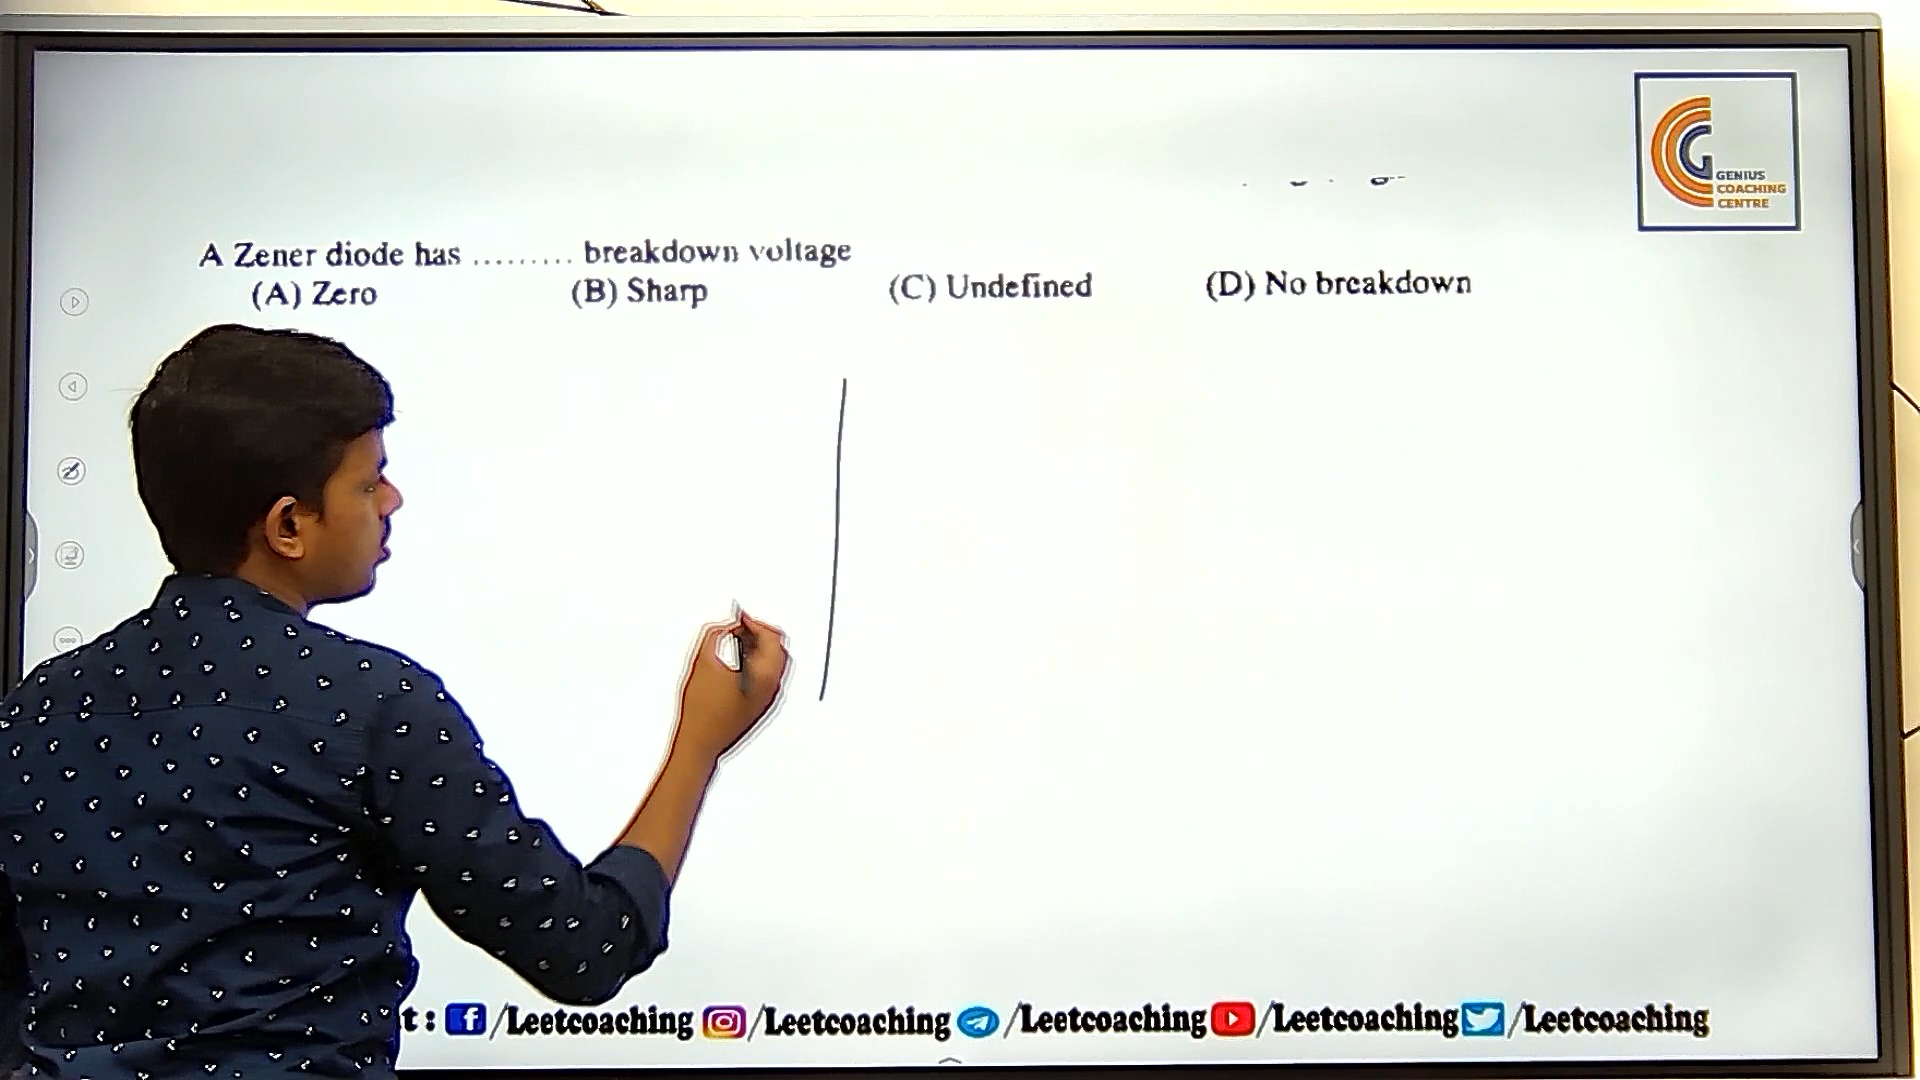 GENIUS
COACHING
CENTRE
A Zener diode has ......... breakdown voltage
(A) Zero (B) Sharp (C) Undefined (D) No breakdown
t : f /Leetcoaching /Leetcoaching /Leetcoaching /Leetcoaching /Leetcoaching